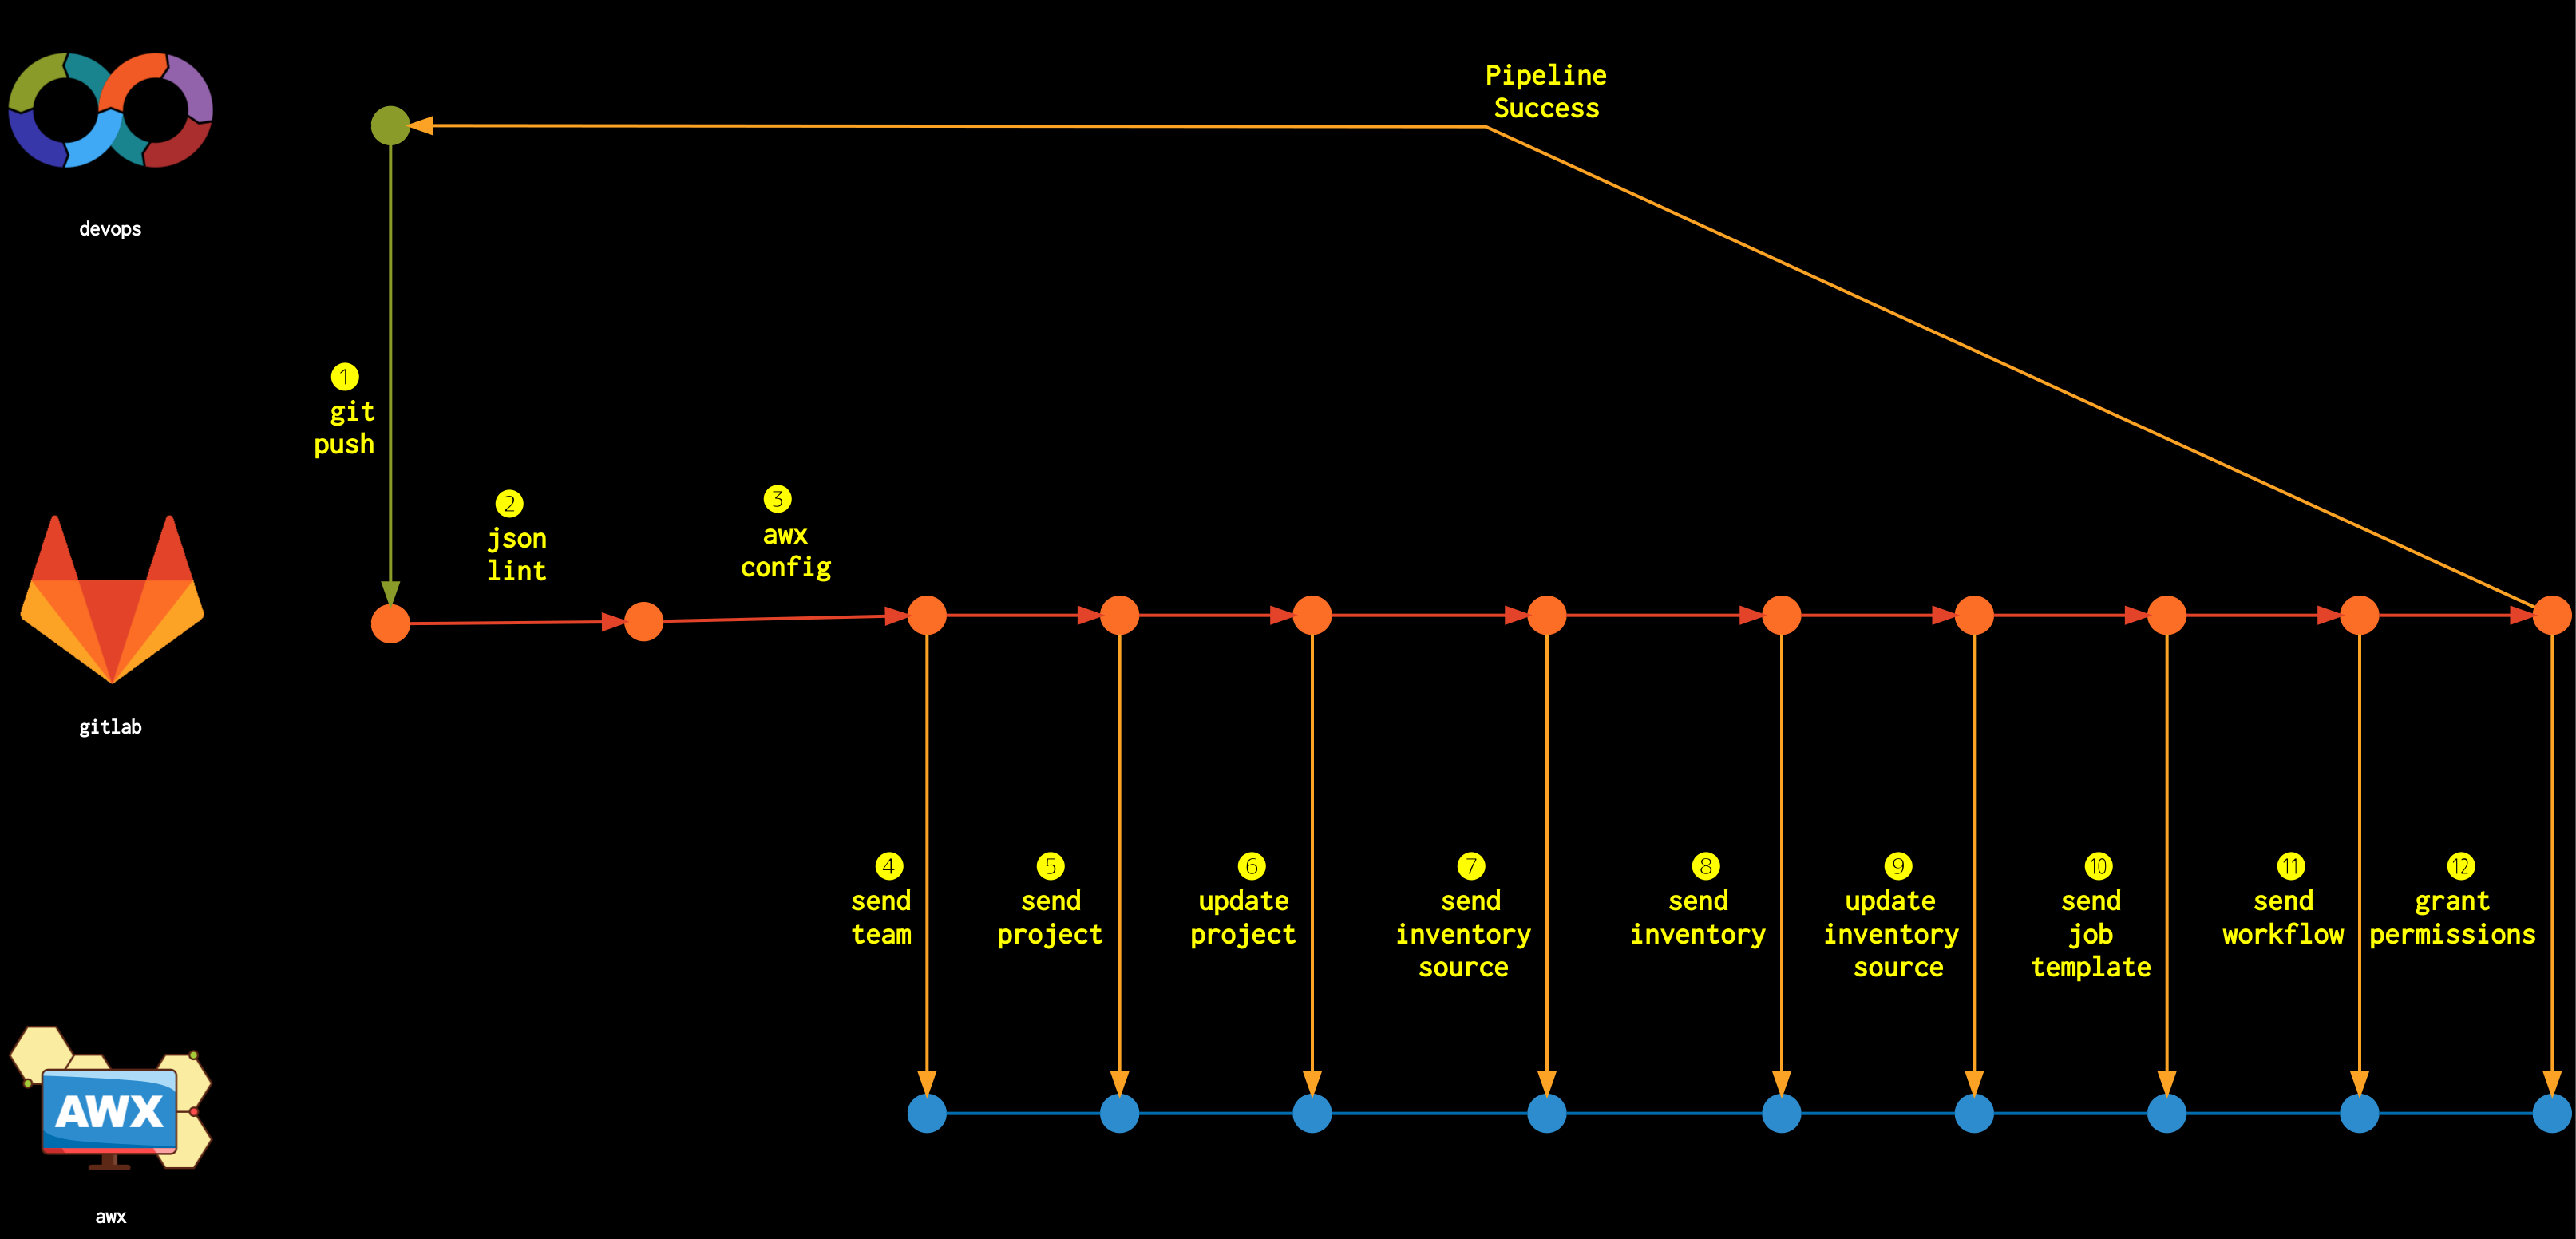 Pipeline
Success
devops
1
git
push
2
json
lint
3
awx
config
gitlab
4
send
team
5
send
project
6
update
project
7
send
inventory
source
8
send
inventory
9
update
inventory
source
10
send
job
template
11
send
workflow
12
grant
permissions
AWX
awx